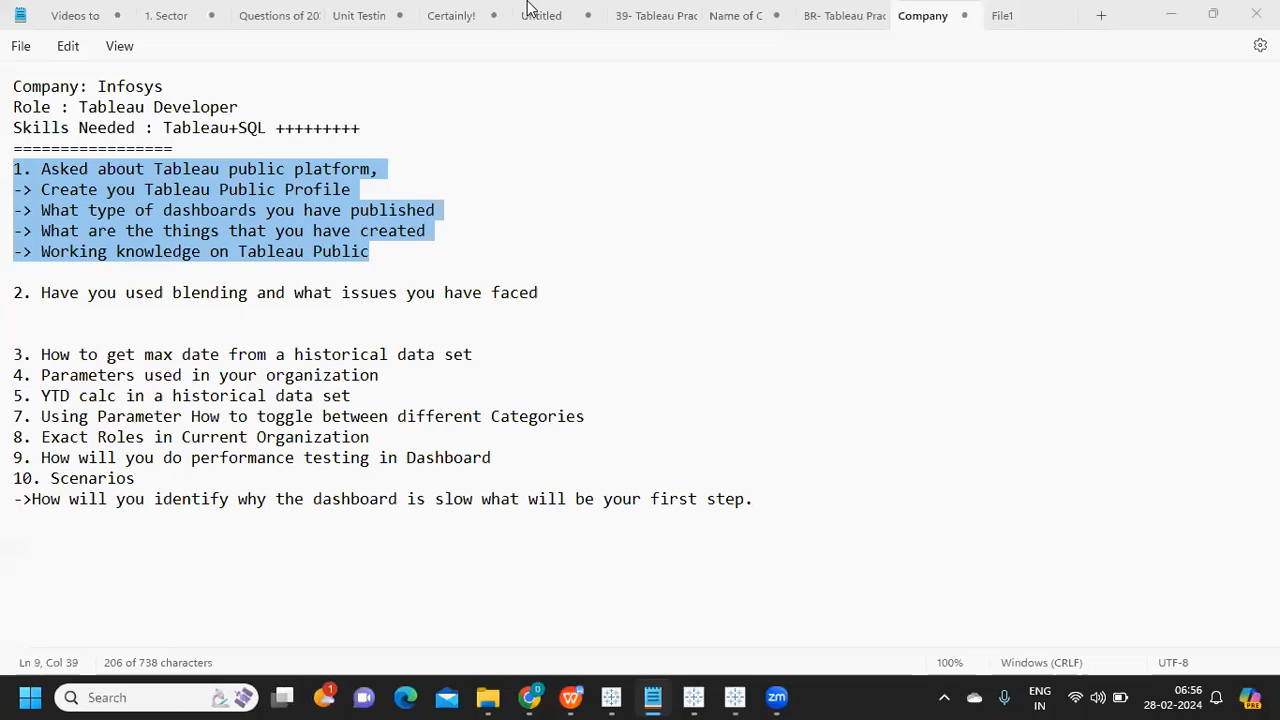 Videos to
1. Sector
Questions of 202
Unit Testin
Certainly!
Untitled
39- Tableau Prac
Name of C
BR- Tableau Prac
Company
File1
File
Edit
View
Company: Infosys
Role : Tableau Developer
Skills Needed : Tableau+SQL +++++++++
=================
1. Asked about Tableau public platform,
-> Create you Tableau Public Profile
-> What type of dashboards you have published
-> What are the things that you have created
-> Working knowledge on Tableau Public
2. Have you used blending and what issues you have faced
3. How to get max date from a historical data set
4. Parameters used in your organization
5. YTD calc in a historical data set
7. Using Parameter How to toggle between different Categories
8. Exact Roles in Current Organization
9. How will you do performance testing in Dashboard
10. Scenarios
->How will you identify why the dashboard is slow what will be your first step.
Ln 9, Col 39
206 of 738 characters
100%
Windows (CRLF)
UTF-8
Search
1
D
zm
ENG
IN
06:56
28-02-2024
PRE